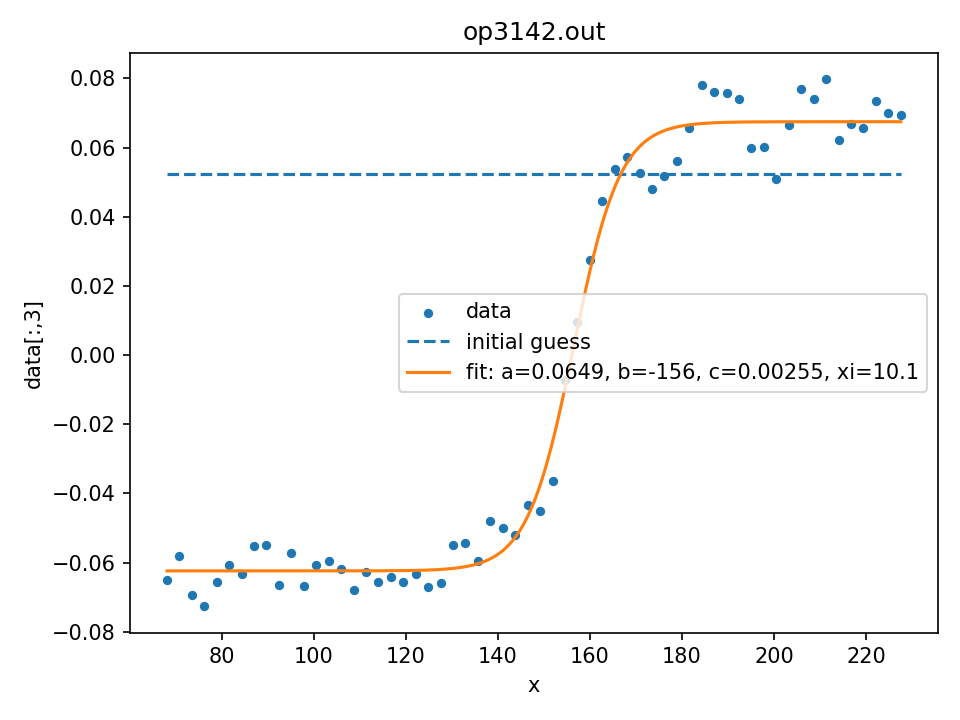 op3142.out
0.08
0.06
0.04
0.02
0.00
−0.02
−0.04
−0.06
−0.08
data[:,3]
data
initial guess
fit: a=0.0649, b=-156, c=0.00255, xi=10.1
80 100 120 140 160 180 200 220
x